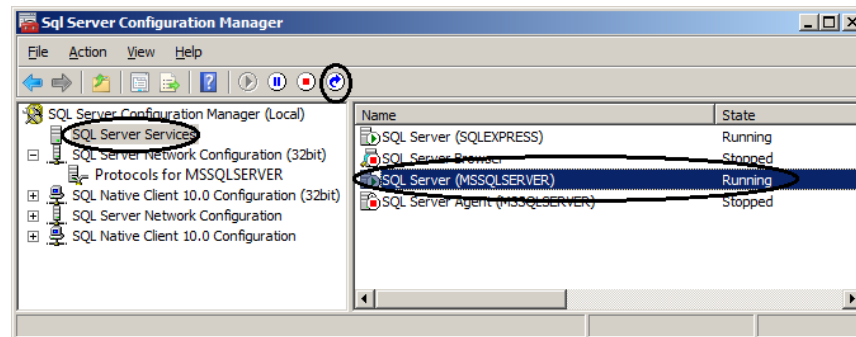 Sql Server Configuration Manager
File Action View Help
SQL Server Configuration Manager (Local)
SQL Server Services
SQL Server Network Configuration (32bit)
Protocols for MSSQLSERVER
SQL Native Client 10.0 Configuration (32bit)
SQL Server Network Configuration
SQL Native Client 10.0 Configuration
Name State
SQL Server (SQLEXPRESS) Running
SQL Server Browser Stopped
SQL Server (MSSQLSERVER) Running
SQL Server Agent (MSSQLSERVER) Stopped